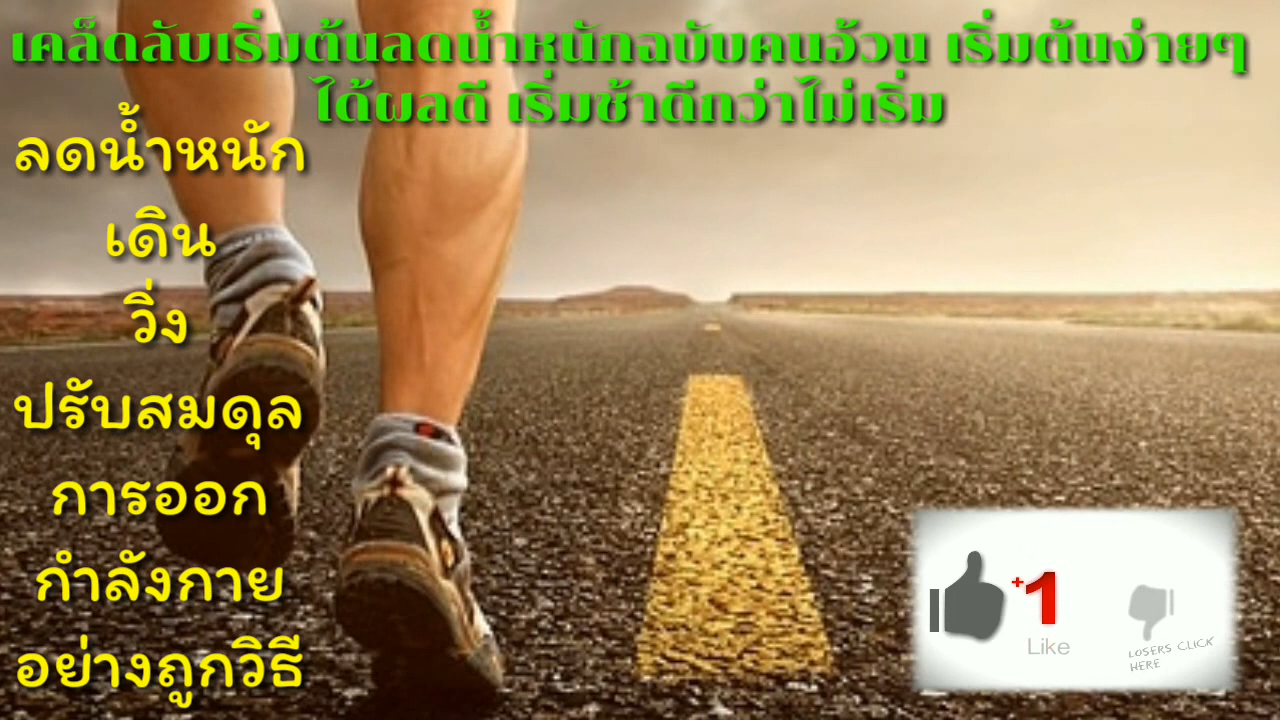 เคล็ดลับเริ่มต้นลดน้ำหนักฉบับคนอ้วน เริ่มต้นง่ายๆ
ได้ผลดี เริ่มช้าดีกว่าไม่เริ่ม
ลดน้ำหนัก
เดิน
วิ่ง
ปรับสมดุล
การออก
กำลังกาย
อย่างถูกวิธี
+1
Like
LOSERS CLICK
HERE